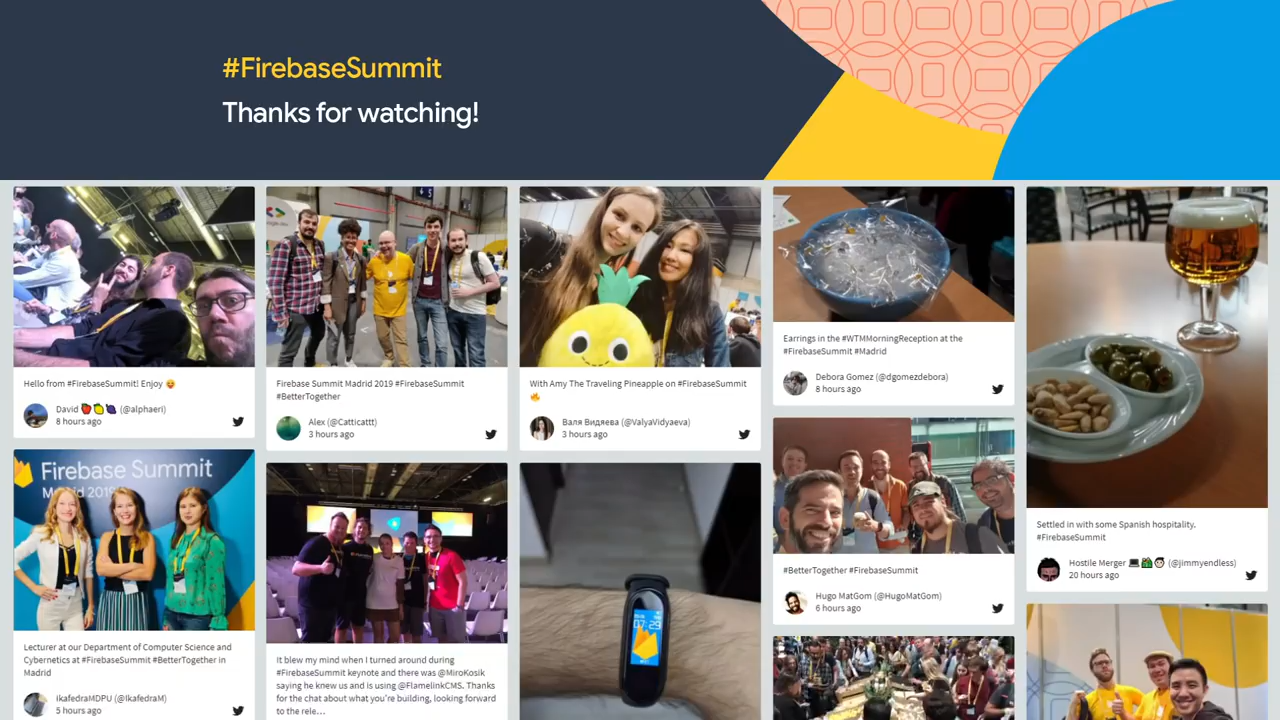 #FirebaseSummit
Thanks for watching!
Hello from #FirebaseSummit! Enjoy 😝
David 🍎🍋🍇 (@alphaeri)
8 hours ago
Firebase Summit
Madrid 2019
Lecturer at our Department of Computer Science and
Cybernetics at #FirebaseSummit #BetterTogether in
Madrid
ikafedraMDPU (@IkafedraM)
5 hours ago
Firebase Summit Madrid 2019 #FirebaseSummit
#BetterTogether
Alex (@Catticattt)
3 hours ago
It blew my mind when I turned around during
#FirebaseSummit keynote and there was @MiroKosik
saying he knew us and is using @FlamelinkCMS. Thanks
for the chat about what you're building, looking forward
to the rele…
With Amy The Traveling Pineapple on #FirebaseSummit
🔥
Валя Видяева (@ValyaVidyaeva)
3 hours ago
07:29
Earrings in the #WTMMorningReception at the
#FirebaseSummit #Madrid
Debora Gomez (@dgomezdebora)
8 hours ago
#BetterTogether #FirebaseSummit
Hugo MatGom (@HugoMatGom)
6 hours ago
Settled in with some Spanish hospitality.
#FirebaseSummit
Hostile Merger (@jimmyendless)
20 hours ago